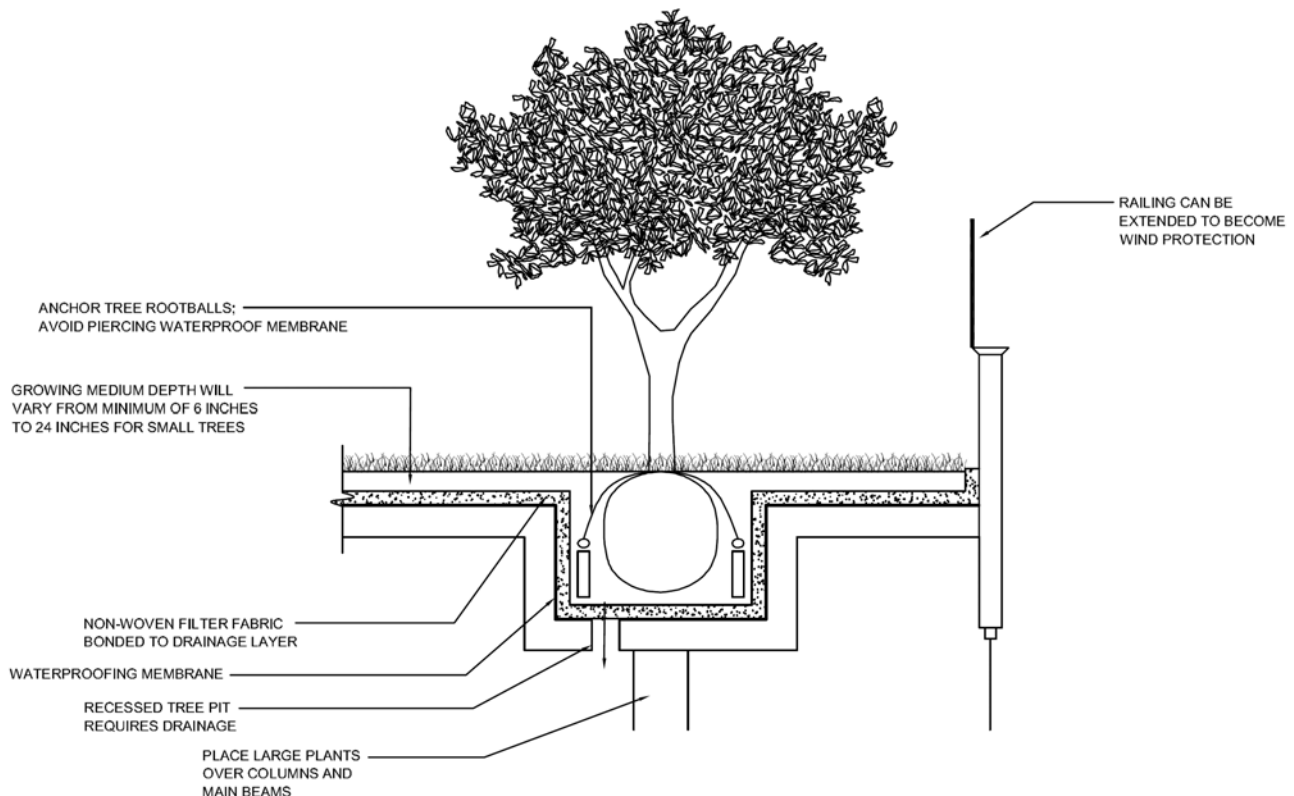 RAILING CAN BE
EXTENDED TO BECOME
WIND PROTECTION
ANCHOR TREE ROOTBALLS;
AVOID PIERCING WATERPROOF MEMBRANE
GROWING MEDIUM DEPTH WILL
VARY FROM MINIMUM OF 6 INCHES
TO 24 INCHES FOR SMALL TREES
NON-WOVEN FILTER FABRIC
BONDED TO DRAINAGE LAYER
WATERPROOFING MEMBRANE
RECESSED TREE PIT
REQUIRES DRAINAGE
PLACE LARGE PLANTS
OVER COLUMNS AND
MAIN BEAMS